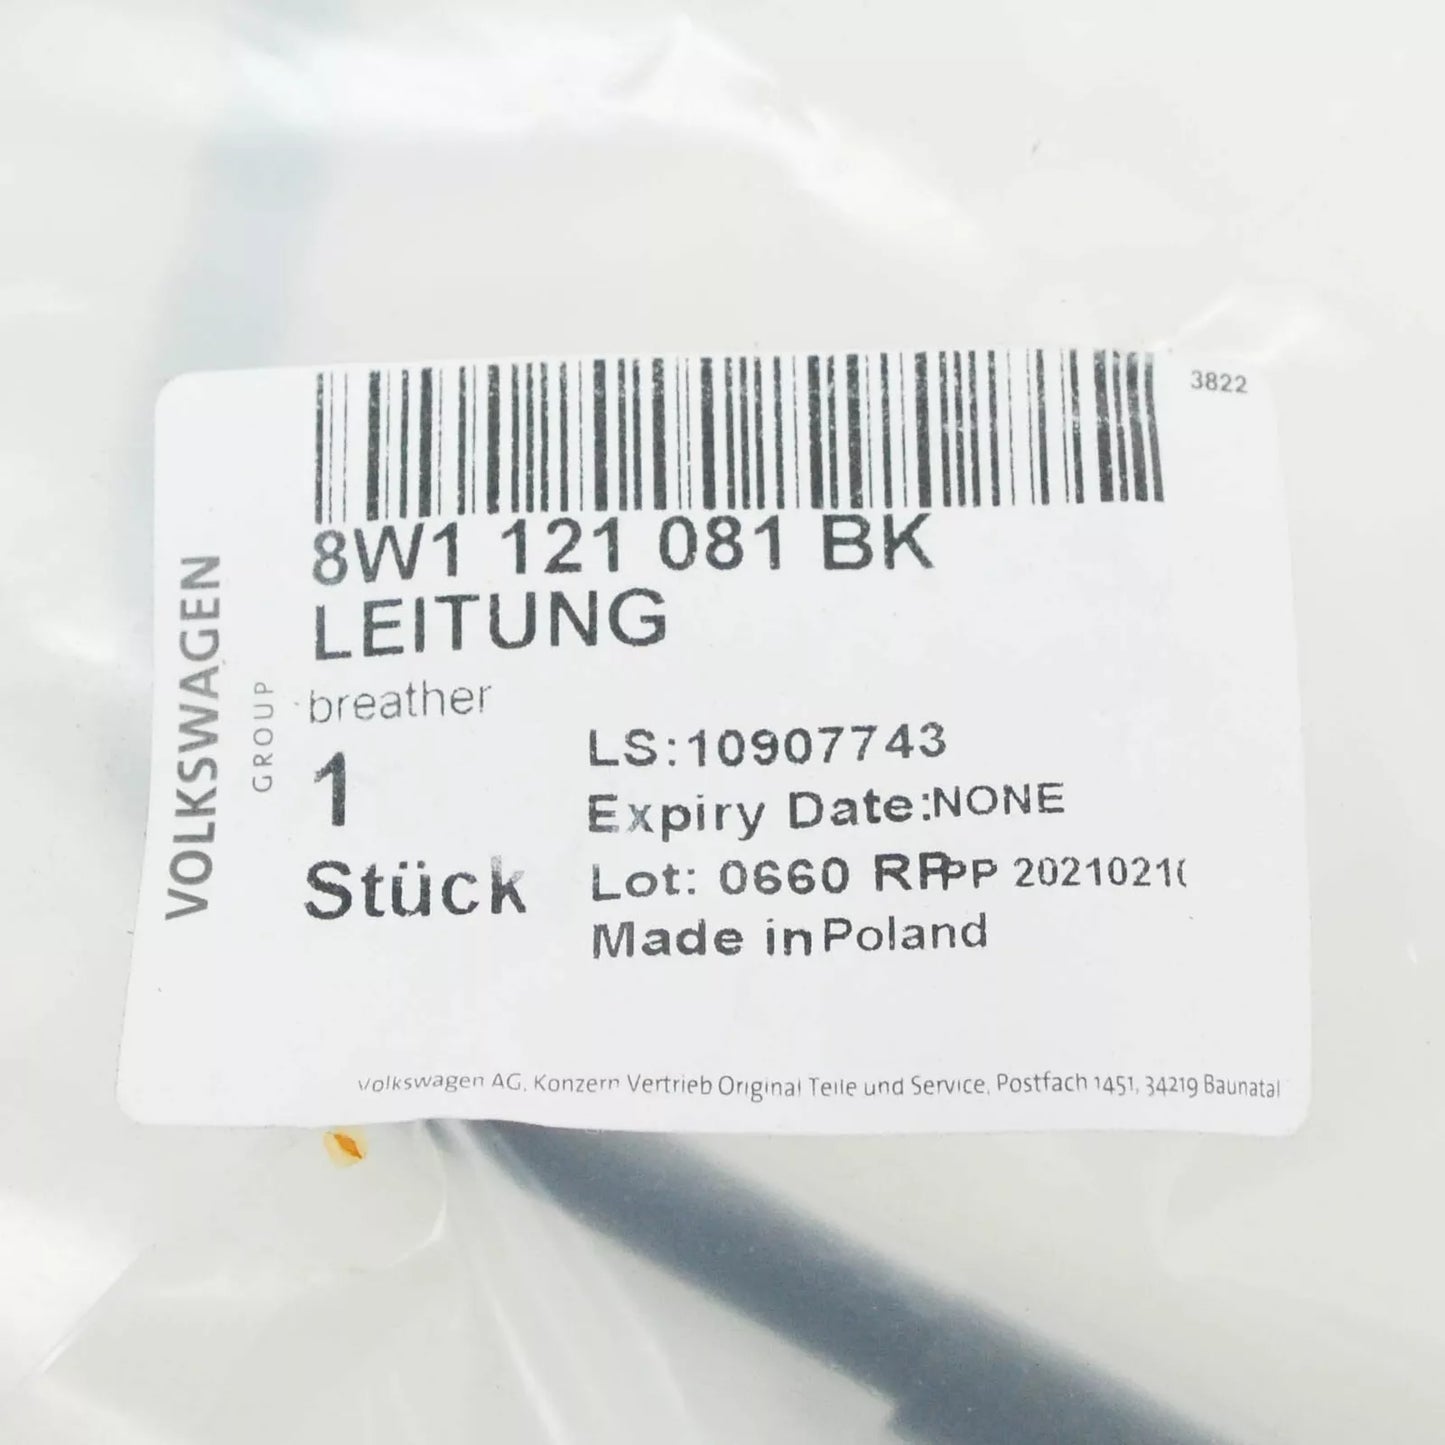 3822
8W1 121 081 BK
LEITUNG
breather
1
Stück
LS:10907743
Expiry Date:NONE
Lot: 0660 RPPP 2021021
Made in Poland
Volkswagen AG, Konzern Vertrieb Original Teile und Service, Postfach 1451, 34219 Baunatal
VOLKSWAGEN
GROUP